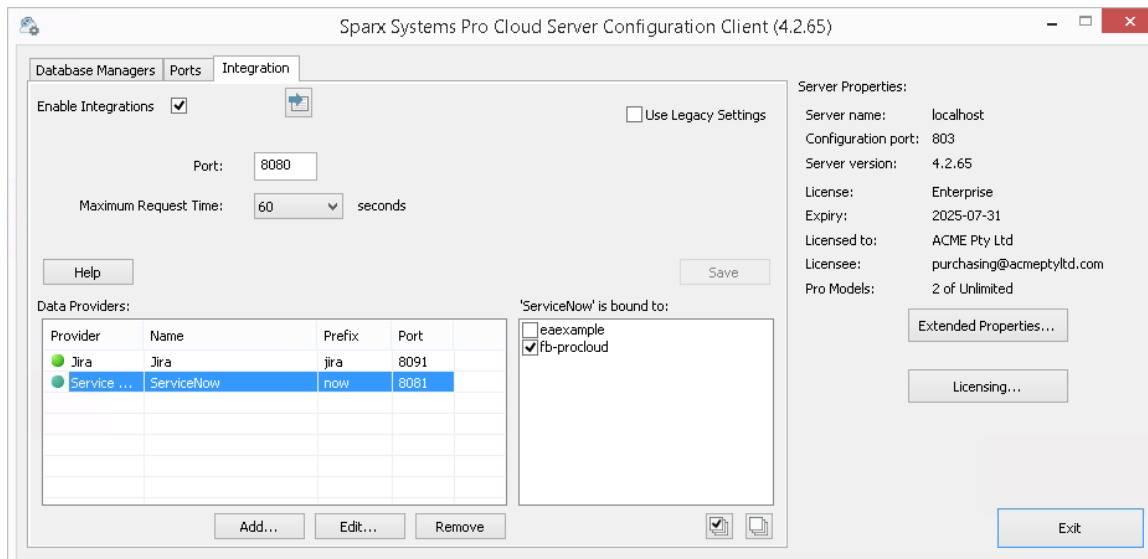 Sparx Systems Pro Cloud Server Configuration Client (4.2.65)
Database Managers Ports Integration
Enable Integrations
Use Legacy Settings
Port: 8080
Maximum Request Time: 60 seconds
Help
Save
Data Providers:
Provider Name Prefix Port
Jira Jira jira 8091
Service ... ServiceNow now 8081
Add... Edit... Remove
'ServiceNow' is bound to:
eaexample
fb-procloud
Server Properties:
Server name: localhost
Configuration port: 803
Server version: 4.2.65
License: Enterprise
Expiry: 2025-07-31
Licensed to: ACME Pty Ltd
Licensee: purchasing@acmeptyltd.com
Pro Models: 2 of Unlimited
Extended Properties...
Licensing...
Exit